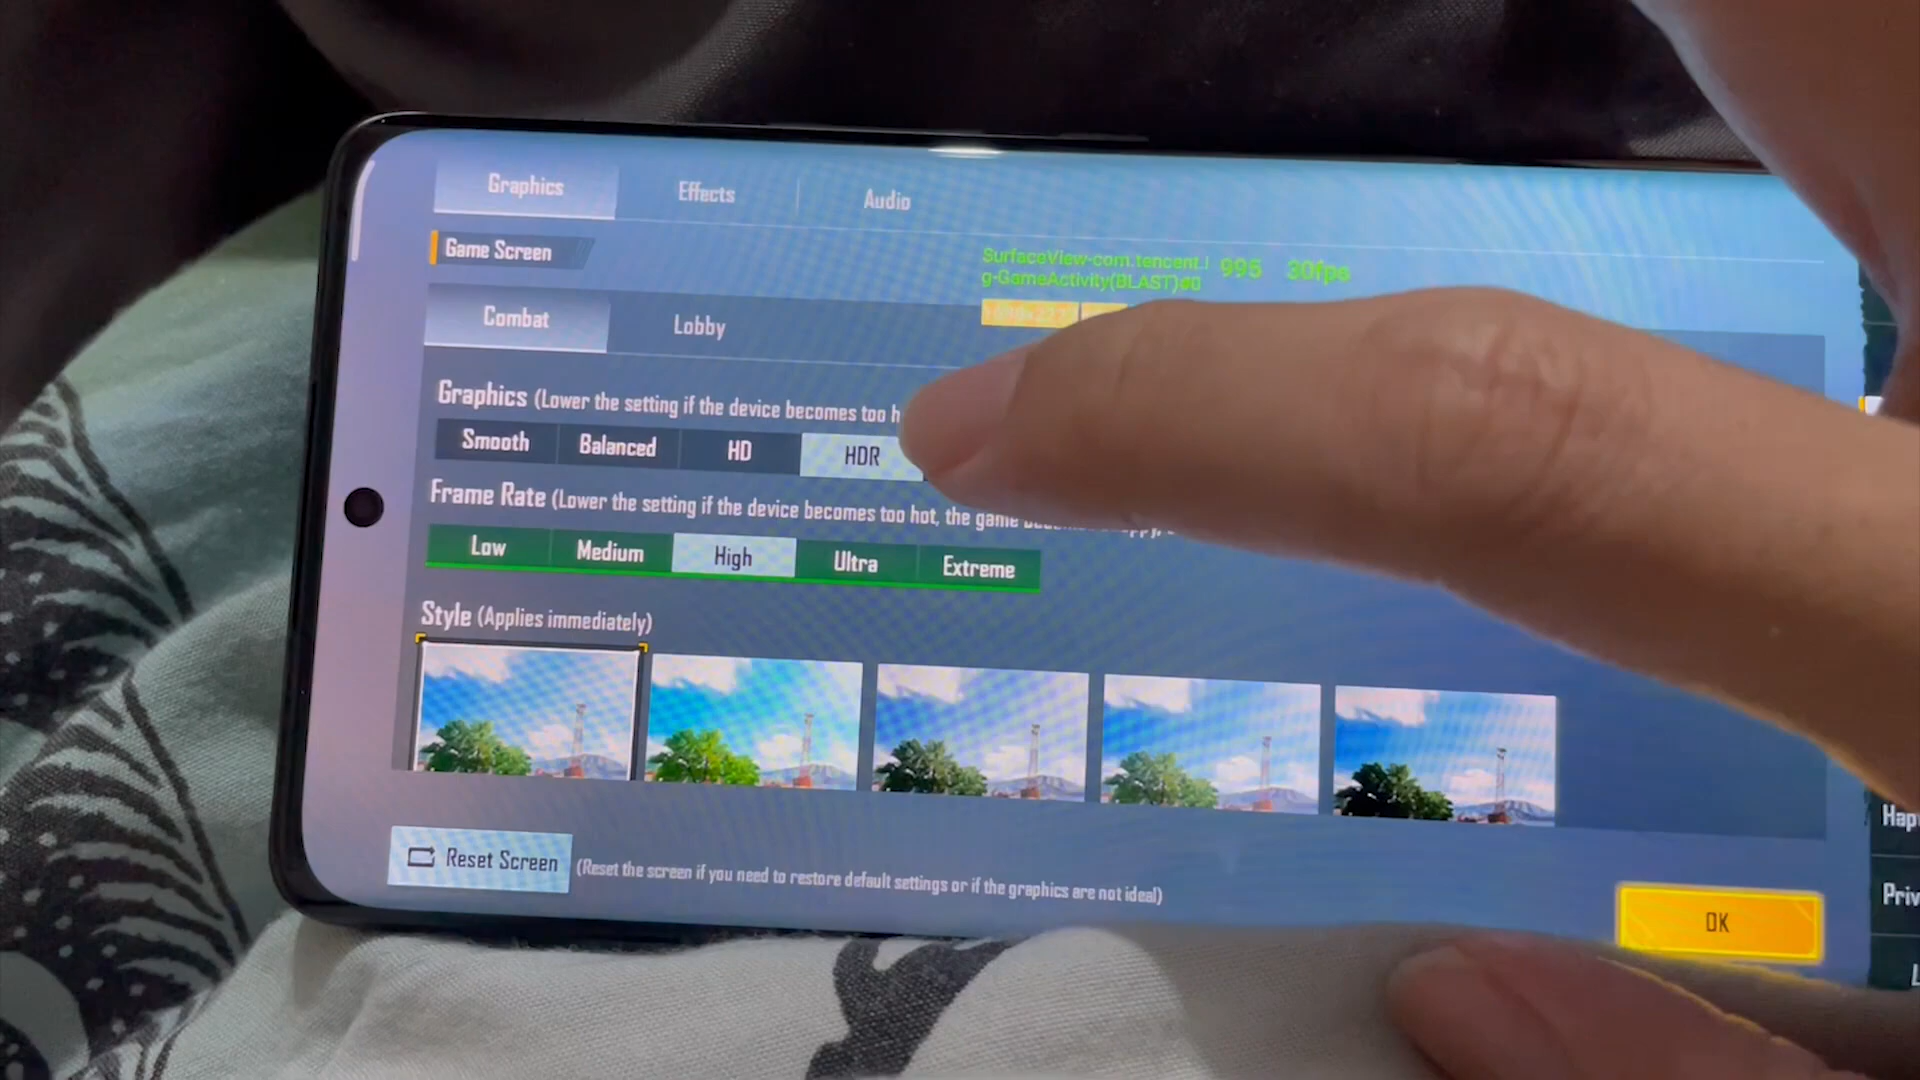 Graphics Effects Audio
Game Screen
SurfaceView-com.tencent.i 995 30fps
g-GameActivity(BLAST)#0
Combat Lobby
Graphics (Lower the setting if the device becomes too h
Smooth Balanced HD HDR
Frame Rate (Lower the setting if the device becomes too hot, the game
Low Medium High Ultra Extreme
Style (Applies immediately)
Reset Screen (Reset the screen if you need to restore default settings or if the graphics are not ideal)
OK
Hap
Priv
L